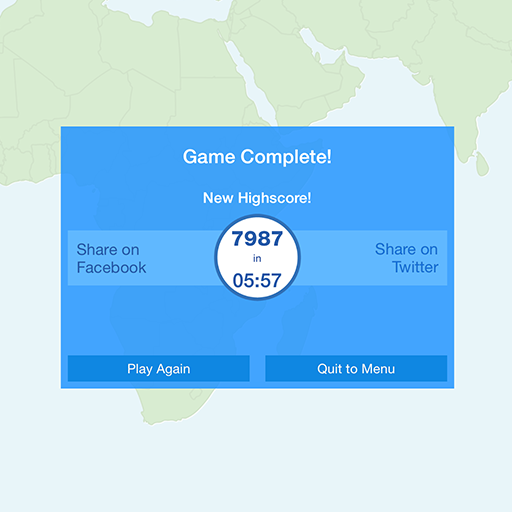 Game Complete!
New Highscore!
Share on
Facebook
7987
in
05:57
Share on
Twitter
Play Again
Quit to Menu